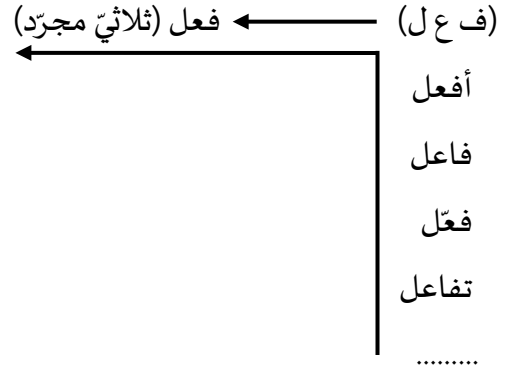 (ف ع ل) فعل (ثلاثيّ مجرّد)
أفعل
فاعل
فعّل
تفاعل
.........